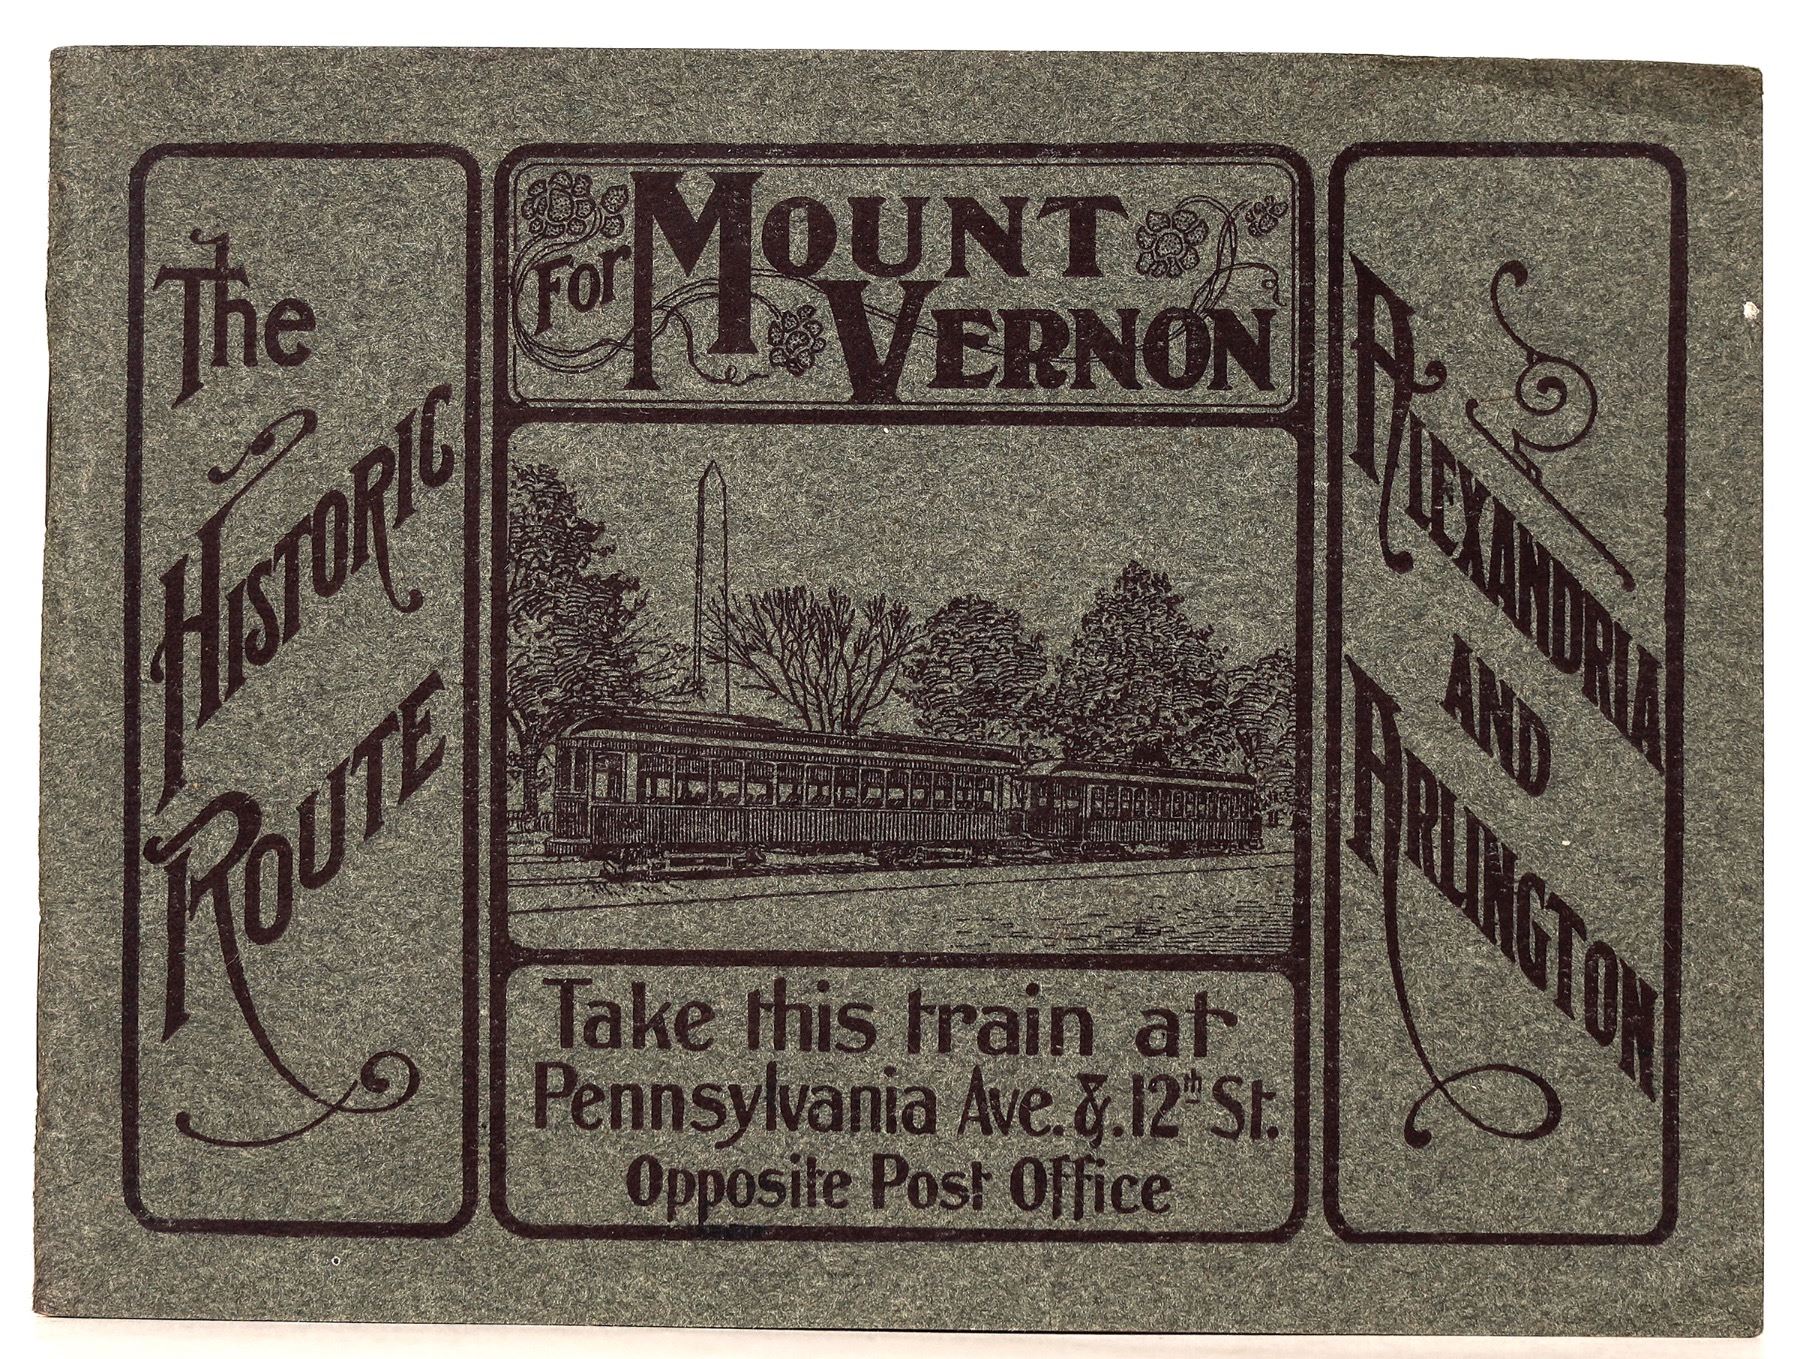 The
Historic
Route
For Mount
Vernon
Take this train at
Pennsylvania Ave. &. 12th St.
Opposite Post Office
Alexandria
and
Arlington